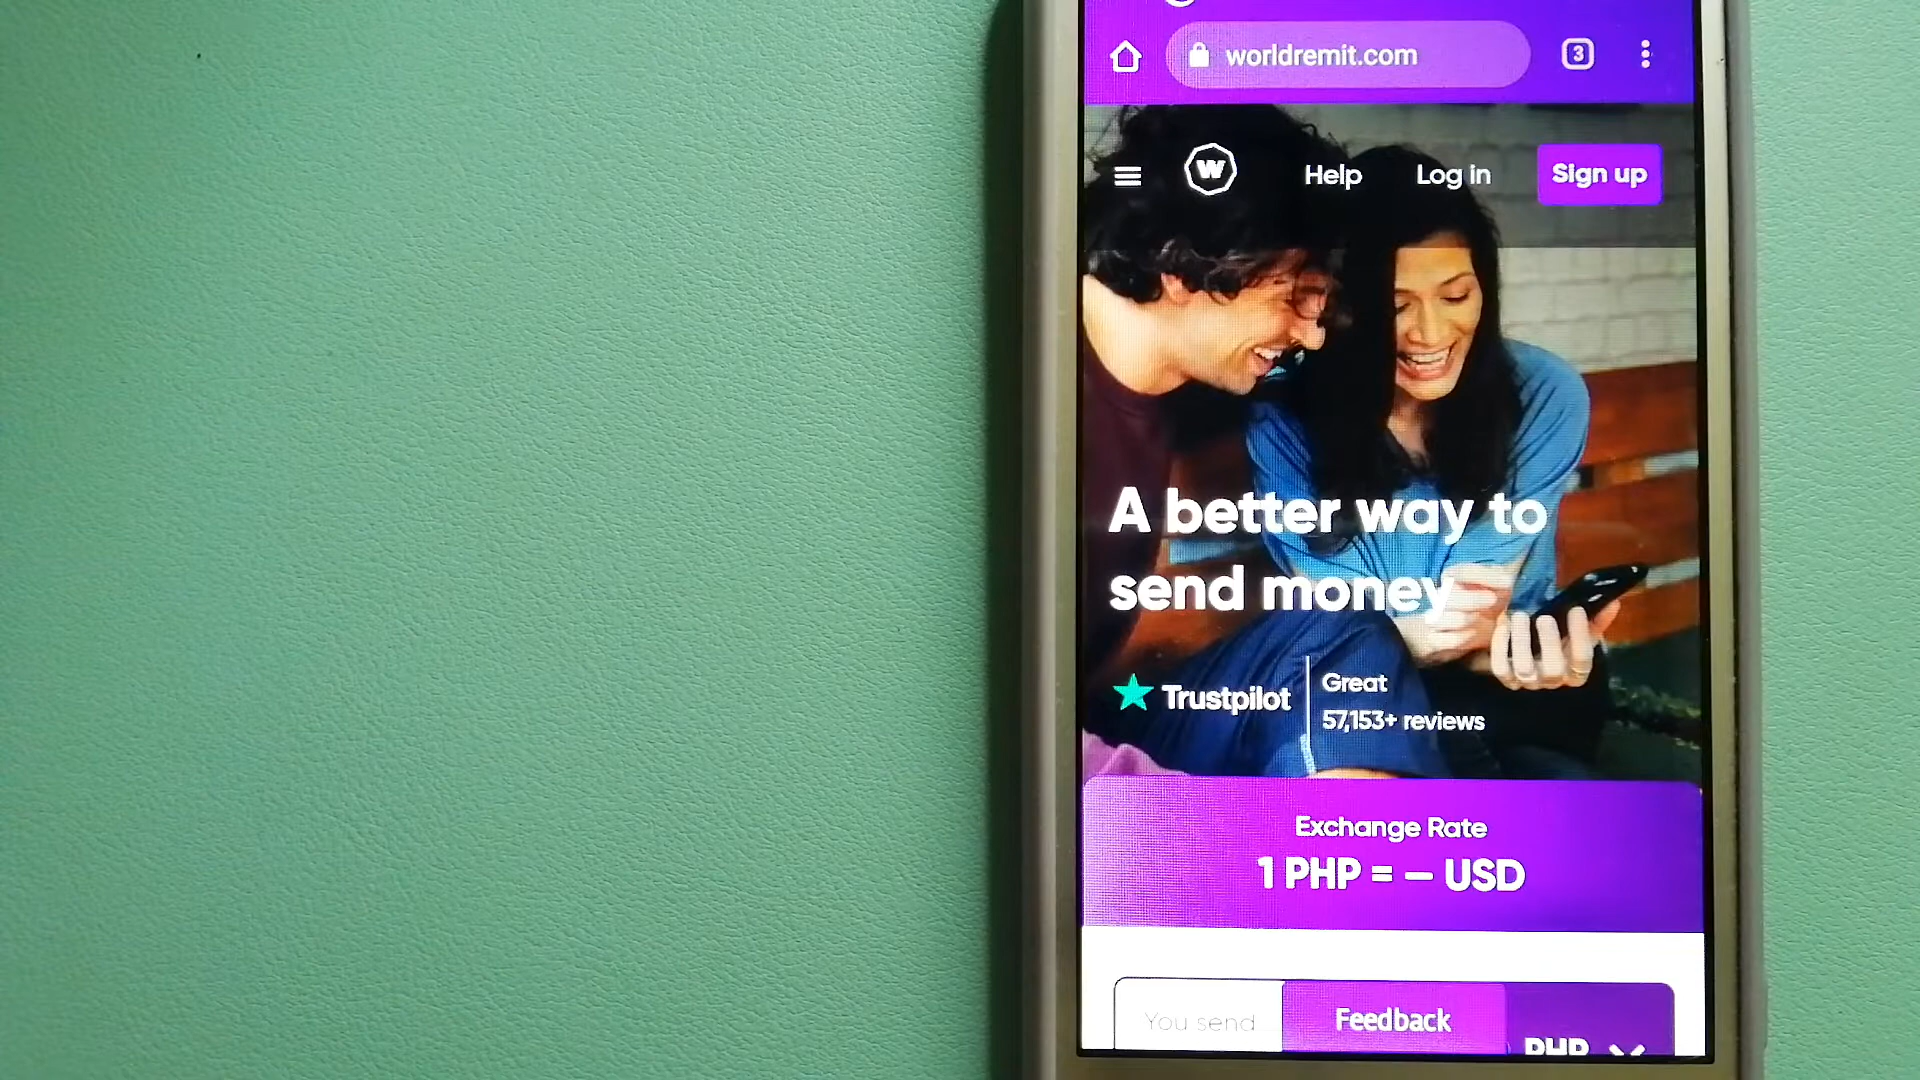 worldremit.com
3
W
Help
Log in
Sign up
A better way to
send money
Trustpilot
Great
57,153+ reviews
Exchange Rate
1 PHP = — USD
You send
Feedback
PHP